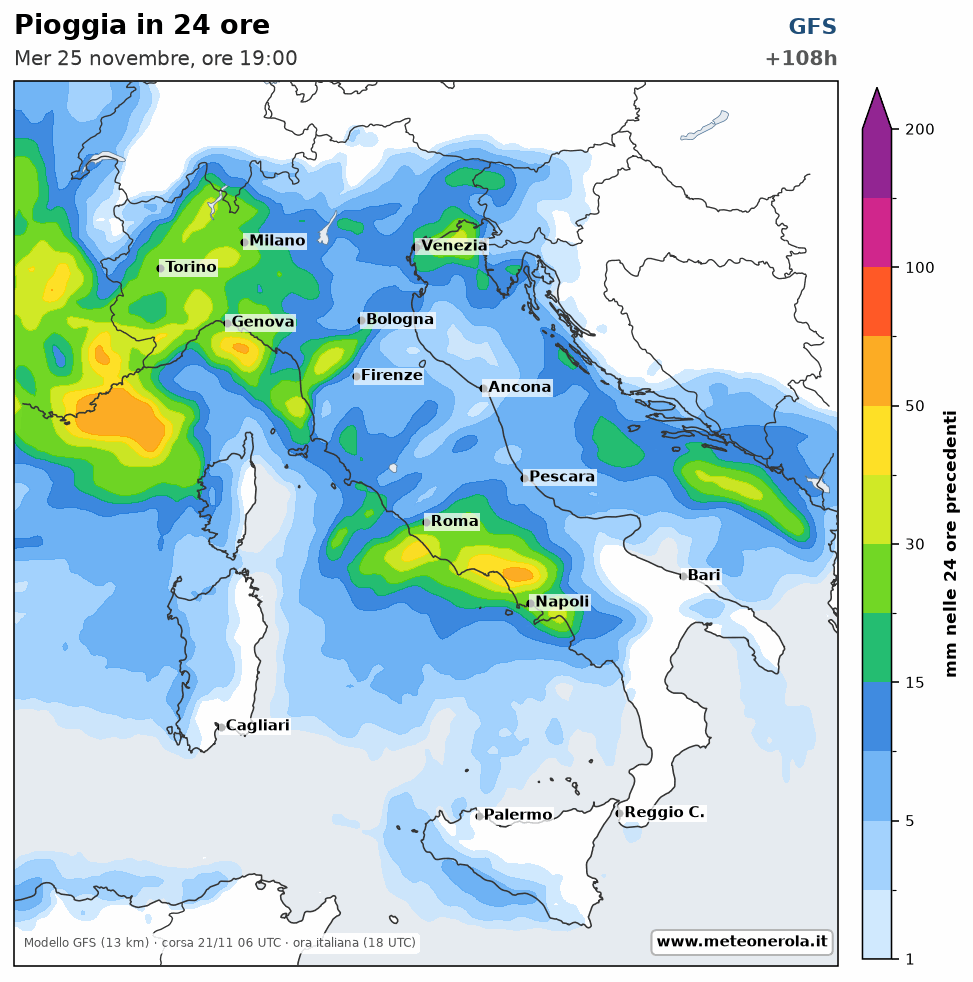 Pioggia in 24 ore
GFS
Mer 25 novembre, ore 19:00
+108h
Milano
Venezia
Torino
Genova
Bologna
Firenze
Ancona
Pescara
Roma
Bari
Napoli
Cagliari
Palermo
Reggio C.
200
100
50
30
15
5
1
mm nelle 24 ore precedenti
Modello GFS (13 km) · corsa 21/11 06 UTC · ora italiana (18 UTC)
www.meteonerola.it